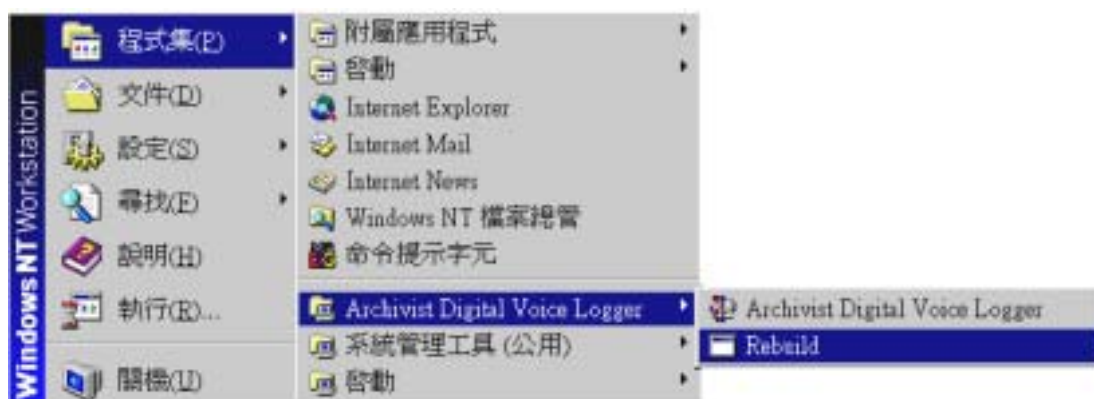 Windows NT Workstation
程式集(P)
文件(D)
設定(S)
尋找(F)
說明(H)
執行(R)...
關機(U)
附屬應用程式
啓動
Internet Explorer
Internet Mail
Internet News
Windows NT 檔案總管
命令提示字元
Archivist Digital Voice Logger
系統管理工具 (公用)
啓動
Archivist Digital Voice Logger
Rebuild